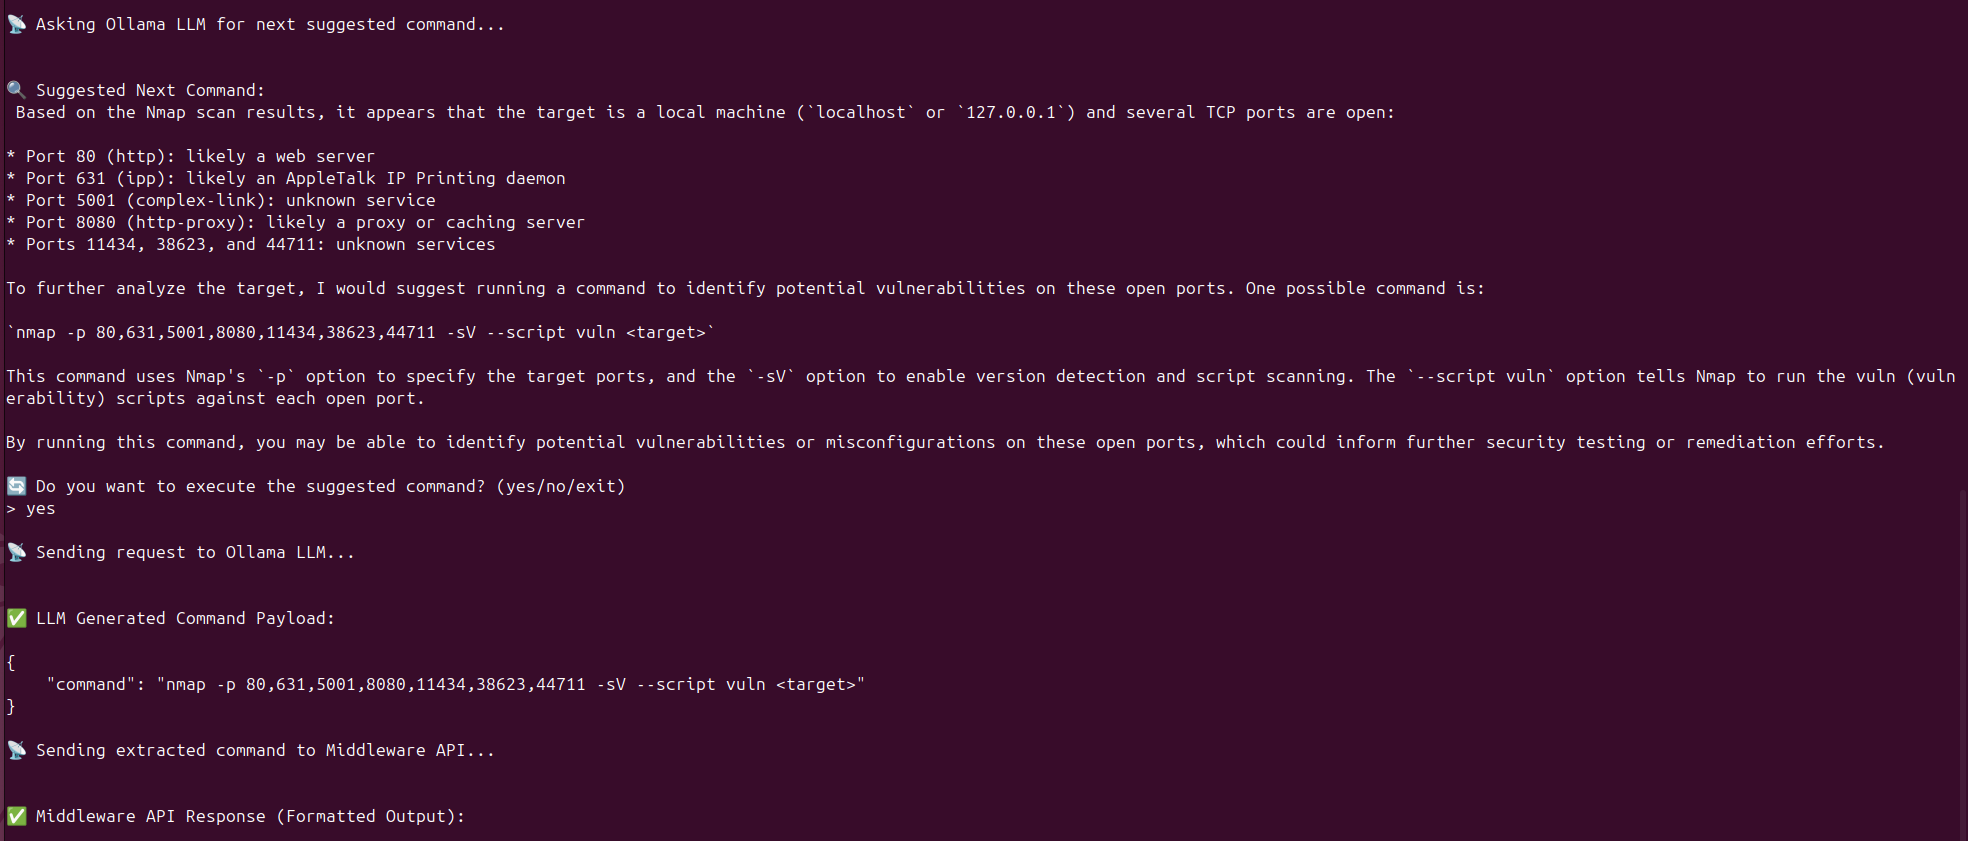 📡 Asking Ollama LLM for next suggested command...
🔍 Suggested Next Command:
Based on the Nmap scan results, it appears that the target is a local machine (`localhost` or `127.0.0.1`) and several TCP ports are open:
* Port 80 (http): likely a web server
* Port 631 (ipp): likely an AppleTalk IP Printing daemon
* Port 5001 (complex-link): unknown service
* Port 8080 (http-proxy): likely a proxy or caching server
* Ports 11434, 38623, and 44711: unknown services
To further analyze the target, I would suggest running a command to identify potential vulnerabilities on these open ports. One possible command is:
`nmap -p 80,631,5001,8080,11434,38623,44711 -sV --script vuln <target>`
This command uses Nmap's `-p` option to specify the target ports, and the `-sV` option to enable version detection and script scanning. The `--script vuln` option tells Nmap to run the vuln (vuln
erability) scripts against each open port.
By running this command, you may be able to identify potential vulnerabilities or misconfigurations on these open ports, which could inform further security testing or remediation efforts.
🔄 Do you want to execute the suggested command? (yes/no/exit)
> yes
📡 Sending request to Ollama LLM...
✅ LLM Generated Command Payload:
{
    "command": "nmap -p 80,631,5001,8080,11434,38623,44711 -sV --script vuln <target>"
}
📡 Sending extracted command to Middleware API...
✅ Middleware API Response (Formatted Output):